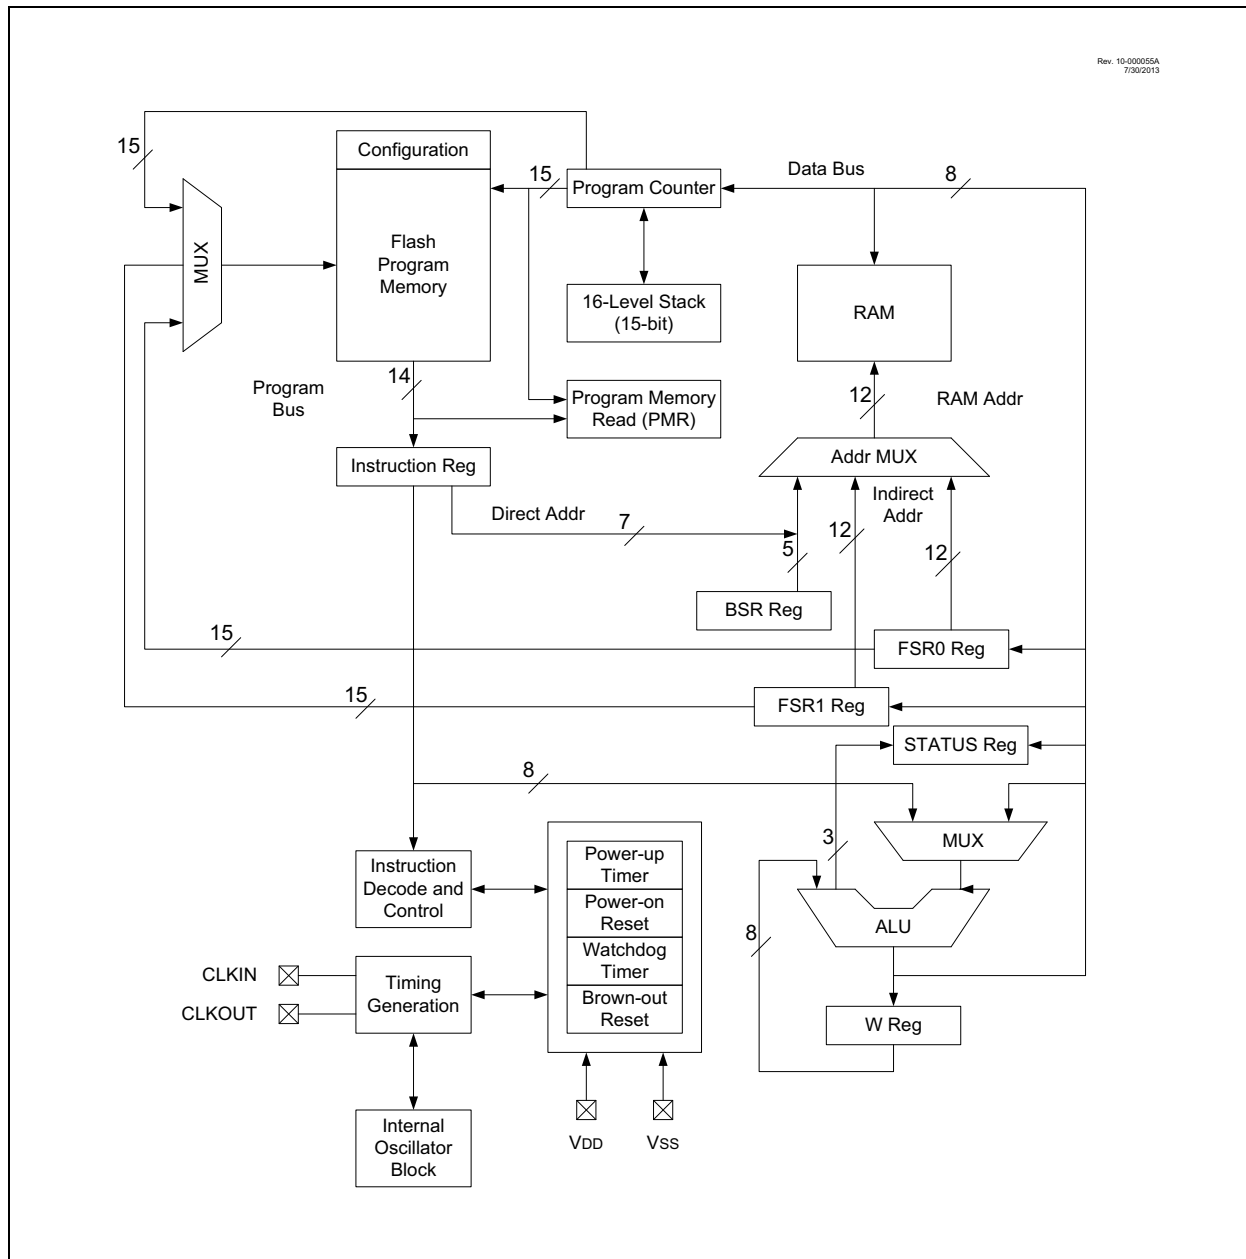 Rev. 10-000055A
7/30/2013
15
Configuration
15
Program Counter
Data Bus
8
MUX
Flash
Program
Memory
16-Level Stack
(15-bit)
RAM
Program
Bus
14
Program Memory
Read (PMR)
12
RAM Addr
Instruction Reg
Addr MUX
Direct Addr
7
Indirect
Addr
5
12
12
BSR Reg
15
FSR0 Reg
15
FSR1 Reg
STATUS Reg
8
3
MUX
Power-up
Timer
Instruction
Decode and
Control
Power-on
Reset
ALU
8
Watchdog
Timer
CLKIN
CLKOUT
Timing
Generation
Brown-out
Reset
W Reg
Internal
Oscillator
Block
VDD
VSS